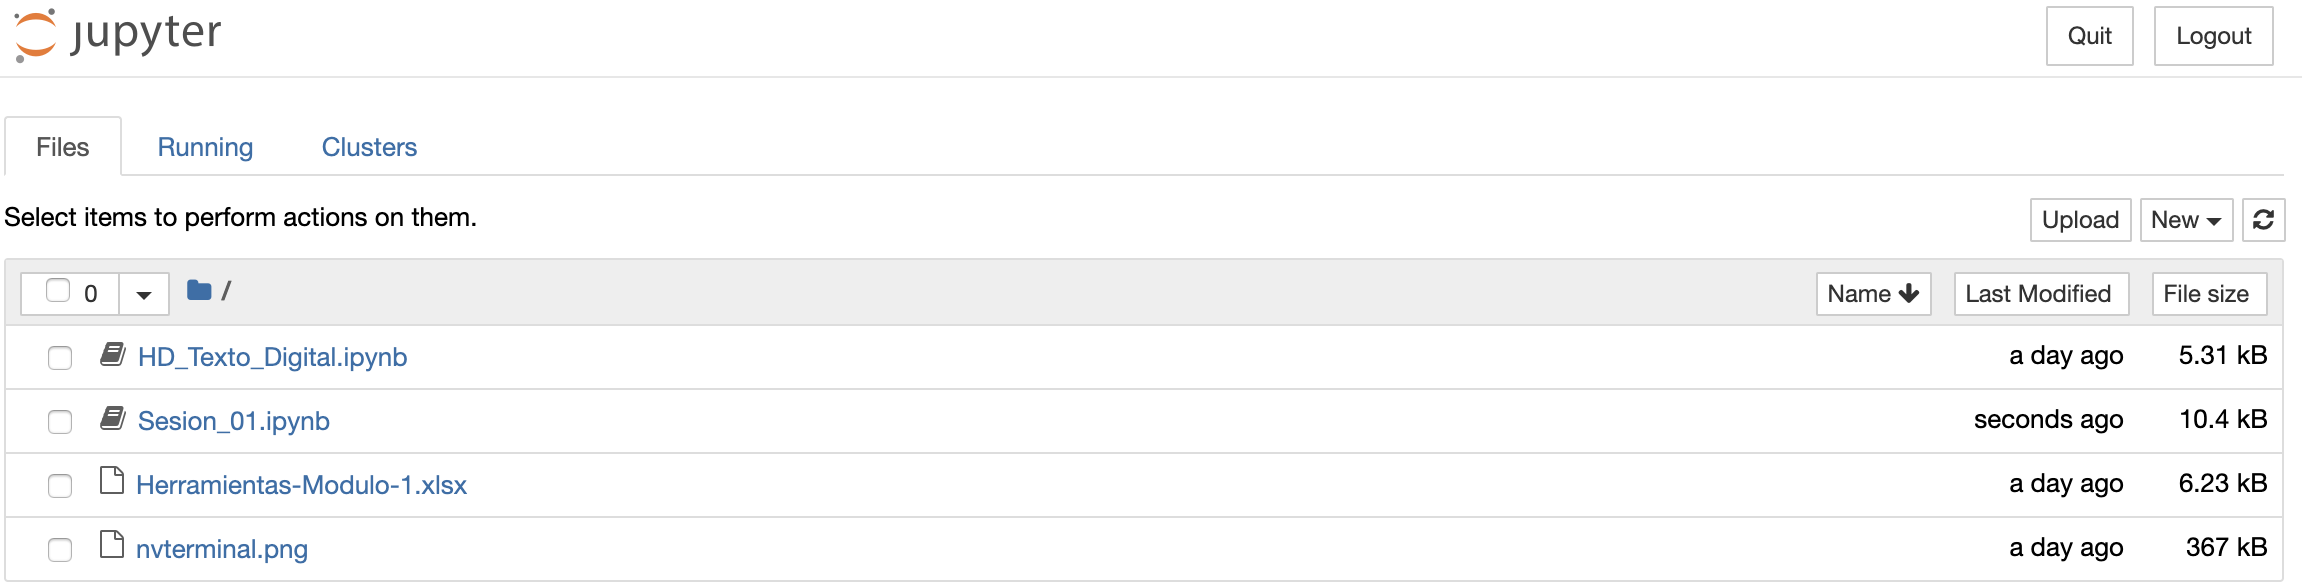 jupyter Quit Logout
Files Running Clusters
Select items to perform actions on them. Upload New
0 / Name Last Modified File size
HD_Texto_Digital.ipynb a day ago 5.31 kB
Sesion_01.ipynb seconds ago 10.4 kB
Herramientas-Modulo-1.xlsx a day ago 6.23 kB
nvterminal.png a day ago 367 kB